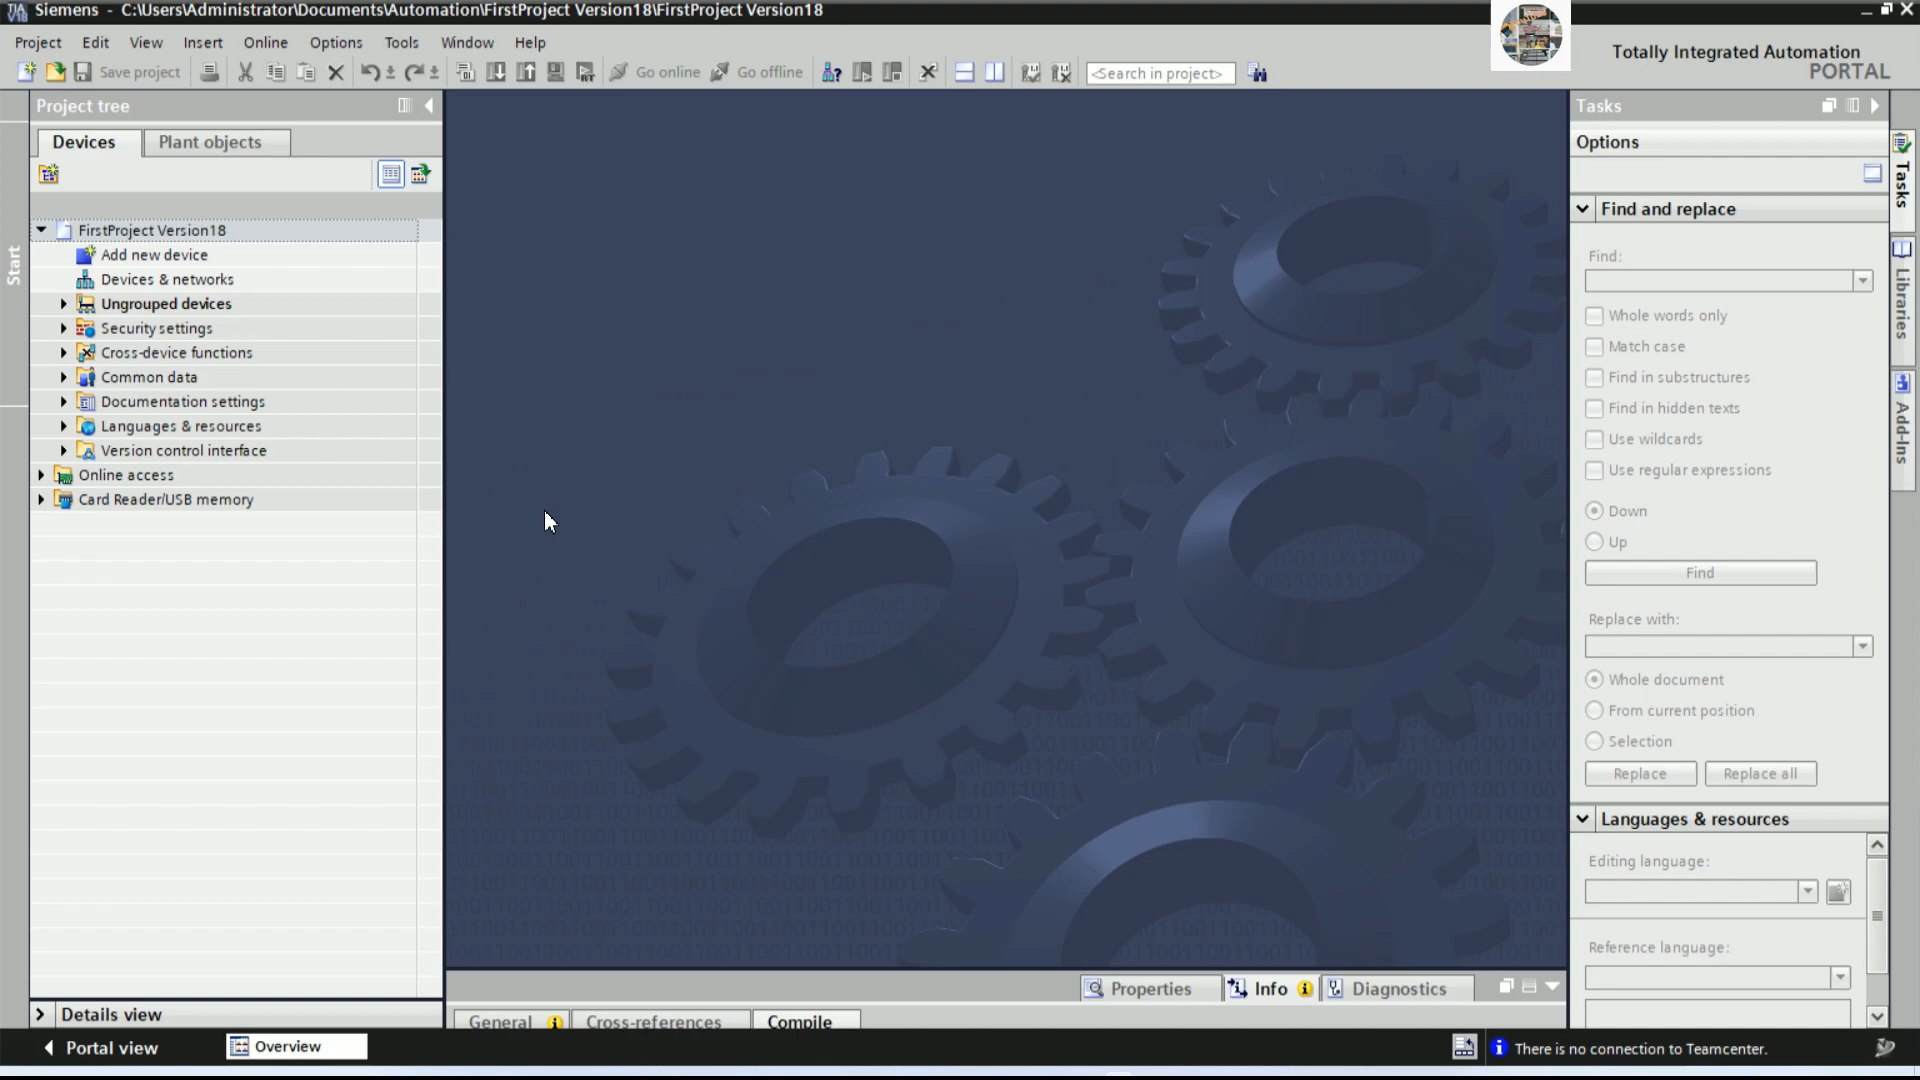 Siemens - C:\Users\Administrator\Documents\Automation\FirstProject Version18\FirstProject Version18
Project Edit View Insert Online Options Tools Window Help
Totally Integrated Automation
PORTAL
Save project
Go online
Go offline
<Search in project>
Project tree
Devices
Plant objects
Start
FirstProject Version18
Add new device
Devices & networks
Ungrouped devices
Security settings
Cross-device functions
Common data
Documentation settings
Languages & resources
Version control interface
Online access
Card Reader/USB memory
Details view
Properties
Info
Diagnostics
General
Cross-references
Compile
Tasks
Options
Find and replace
Find:
Whole words only
Match case
Find in substructures
Find in hidden texts
Use wildcards
Use regular expressions
Down
Up
Find
Replace with:
Whole document
From current position
Selection
Replace
Replace all
Languages & resources
Editing language:
Reference language:
Tasks
Libraries
Add-Ins
Portal view
Overview
There is no connection to Teamcenter.